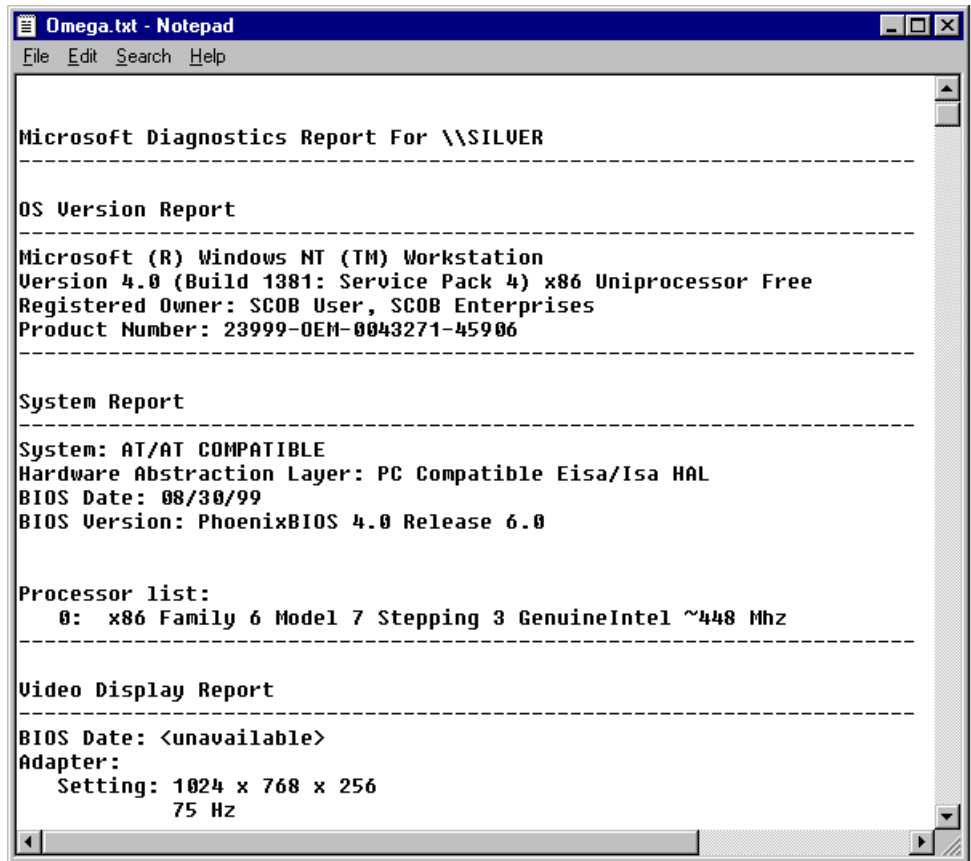 Omega.txt - Notepad
File Edit Search Help
Microsoft Diagnostics Report For \\SILVER
--------------------------------------------------------------------
OS Version Report
--------------------------------------------------------------------
Microsoft (R) Windows NT (TM) Workstation
Version 4.0 (Build 1381: Service Pack 4) x86 Uniprocessor Free
Registered Owner: SCOB User, SCOB Enterprises
Product Number: 23999-OEM-0043271-45906
--------------------------------------------------------------------
System Report
--------------------------------------------------------------------
System: AT/AT COMPATIBLE
Hardware Abstraction Layer: PC Compatible Eisa/Isa HAL
BIOS Date: 08/30/99
BIOS Version: PhoenixBIOS 4.0 Release 6.0
Processor list:
0: x86 Family 6 Model 7 Stepping 3 GenuineIntel ~448 Mhz
--------------------------------------------------------------------
Video Display Report
--------------------------------------------------------------------
BIOS Date: <unavailable>
Adapter:
Setting: 1024 x 768 x 256
75 Hz